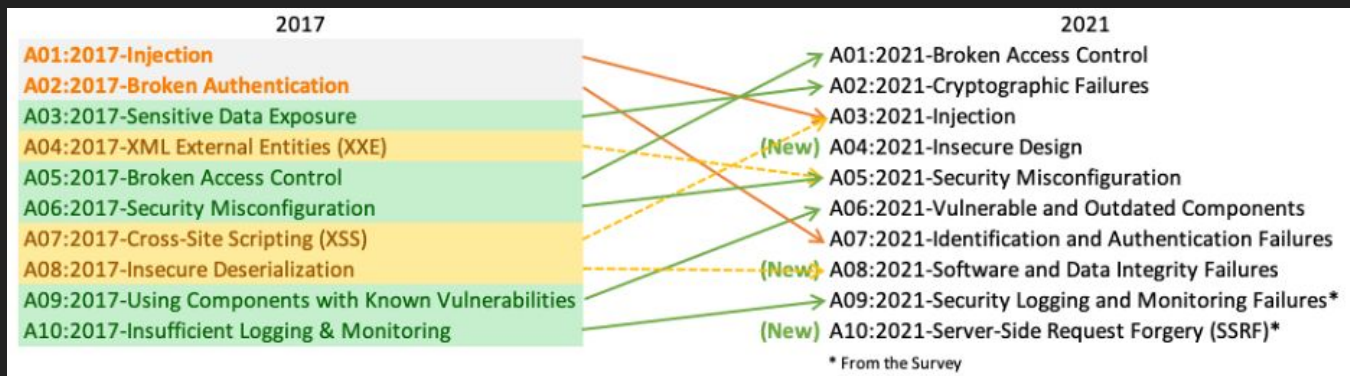 2017
A01:2017-Injection
A02:2017-Broken Authentication
A03:2017-Sensitive Data Exposure
A04:2017-XML External Entities (XXE)
A05:2017-Broken Access Control
A06:2017-Security Misconfiguration
A07:2017-Cross-Site Scripting (XSS)
A08:2017-Insecure Deserialization
A09:2017-Using Components with Known Vulnerabilities
A10:2017-Insufficient Logging & Monitoring
2021
A01:2021-Broken Access Control
A02:2021-Cryptographic Failures
A03:2021-Injection
(New) A04:2021-Insecure Design
A05:2021-Security Misconfiguration
A06:2021-Vulnerable and Outdated Components
A07:2021-Identification and Authentication Failures
(New) A08:2021-Software and Data Integrity Failures
A09:2021-Security Logging and Monitoring Failures*
(New) A10:2021-Server-Side Request Forgery (SSRF)*
* From the Survey